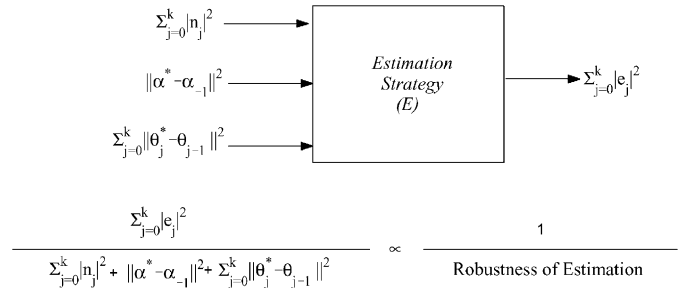 Σ^k_{j=0}|n_j|^2
‖α^*-α_{-1}‖^2
Σ^k_{j=0}‖θ^*_j-θ_{j-1}‖^2
Estimation
Strategy
(E)
Σ^k_{j=0}|e_j|^2
Σ^k_{j=0}|e_j|^2
Σ^k_{j=0}|n_j|^2 + ‖α^*-α_{-1}‖^2 + Σ^k_{j=0}‖θ^*_j-θ_{j-1}‖^2
∝
1
Robustness of Estimation